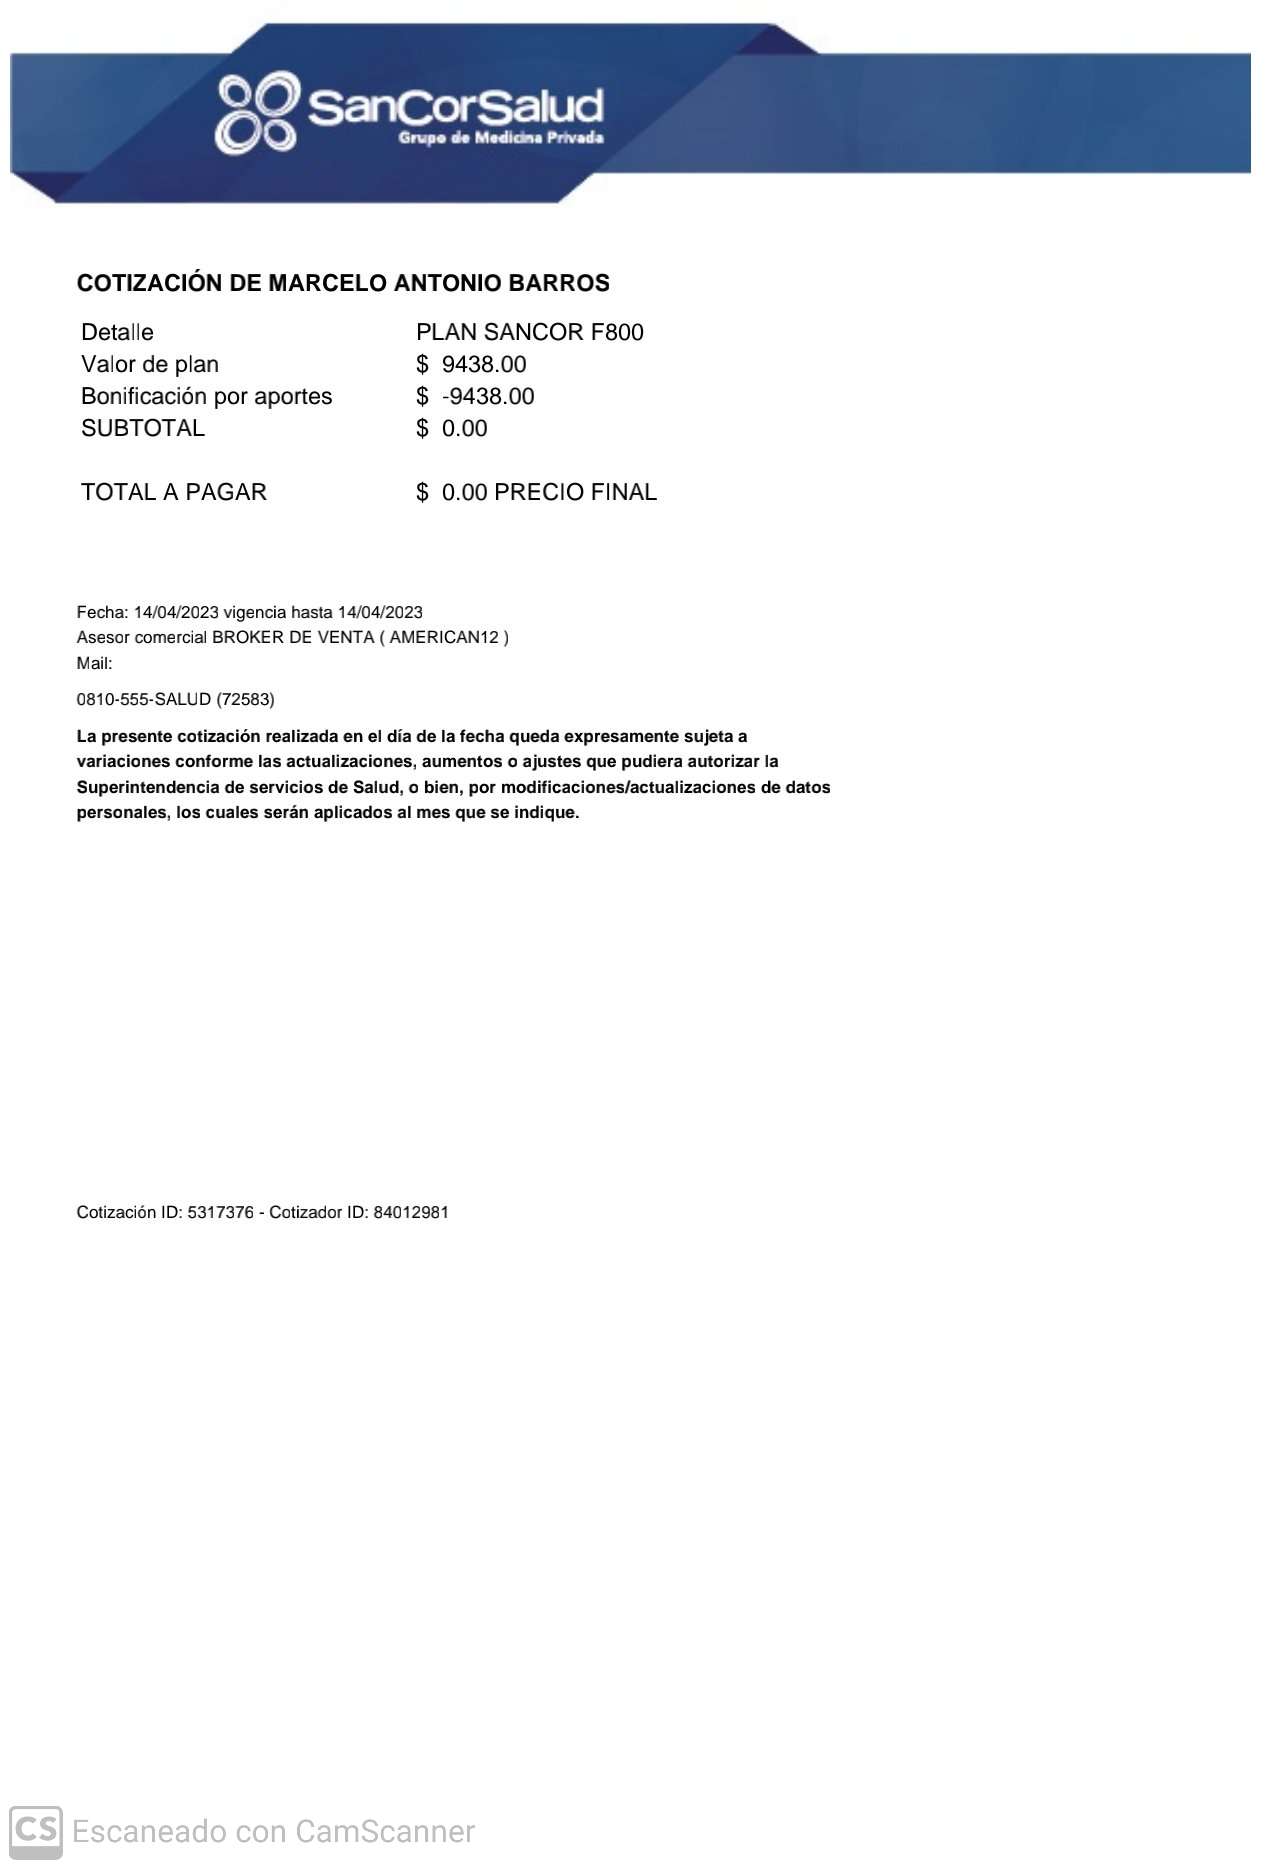 SanCorSalud
Grupo de Medicina Privada
COTIZACIÓN DE MARCELO ANTONIO BARROS
Detalle PLAN SANCOR F800
Valor de plan $ 9438.00
Bonificación por aportes $ -9438.00
SUBTOTAL $ 0.00
TOTAL A PAGAR $ 0.00 PRECIO FINAL
Fecha: 14/04/2023 vigencia hasta 14/04/2023
Asesor comercial BROKER DE VENTA ( AMERICAN12 )
Mail:
0810-555-SALUD (72583)
La presente cotización realizada en el día de la fecha queda expresamente sujeta a
variaciones conforme las actualizaciones, aumentos o ajustes que pudiera autorizar la
Superintendencia de servicios de Salud, o bien, por modificaciones/actualizaciones de datos
personales, los cuales serán aplicados al mes que se indique.
Cotización ID: 5317376 - Cotizador ID: 84012981
CS Escaneado con CamScanner